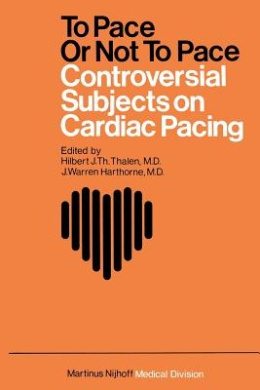 To Pace
Or Not To Pace
Controversial
Subjects on
Cardiac Pacing
Edited by
Hilbert J.Th.Thalen, M.D.
J.Warren Harthorne, M.D.
Martinus Nijhoff Medical Division